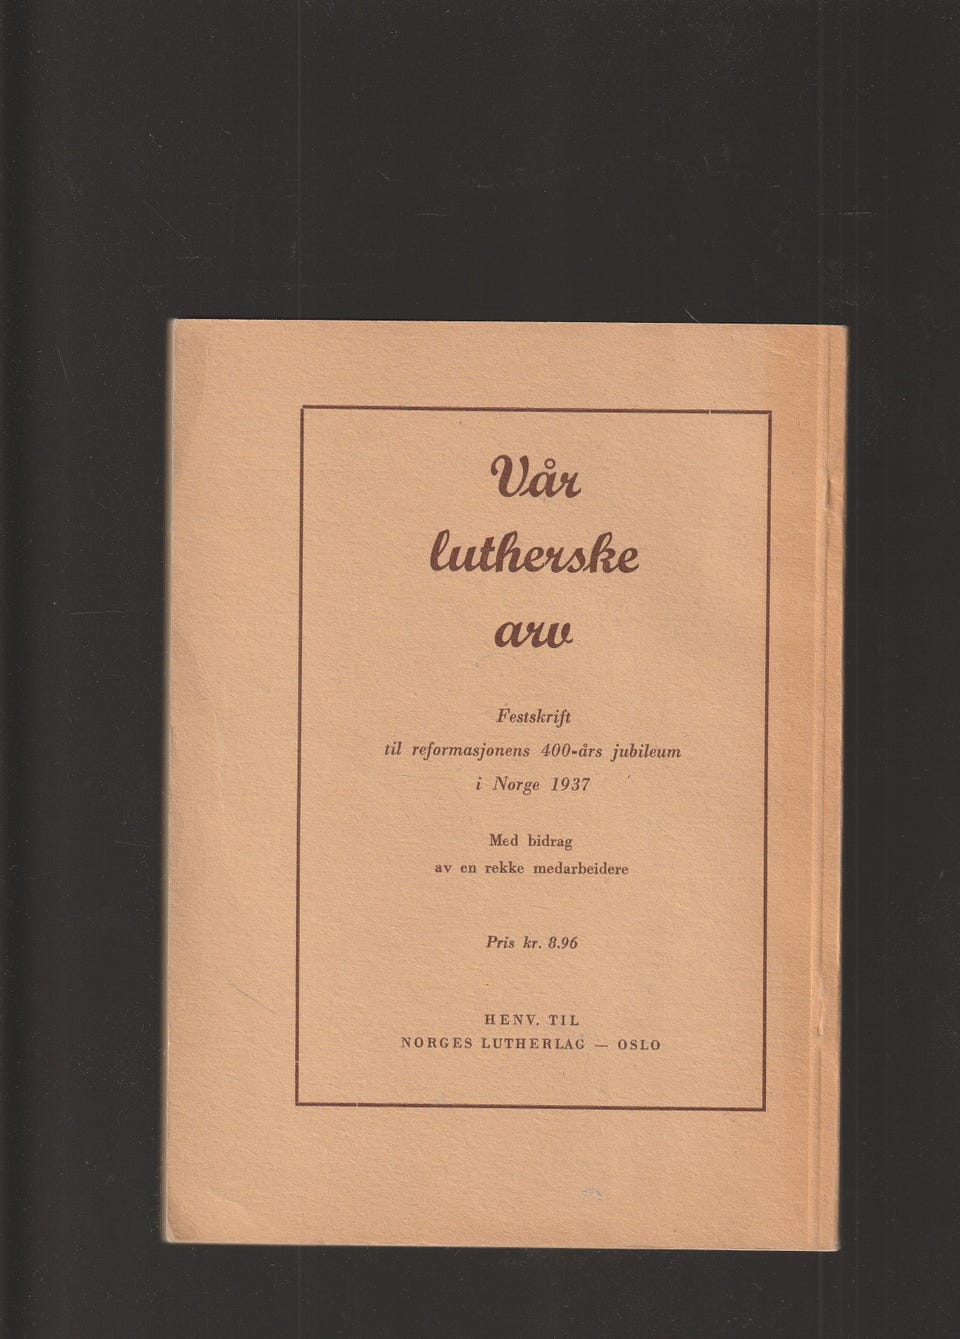 Vår
lutherske
arv
Festskrift
til reformasjonens 400-års jubileum
i Norge 1937
Med bidrag
av en rekke medarbeidere
Pris kr. 8.96
HENV. TIL
NORGES LUTHERLAG — OSLO